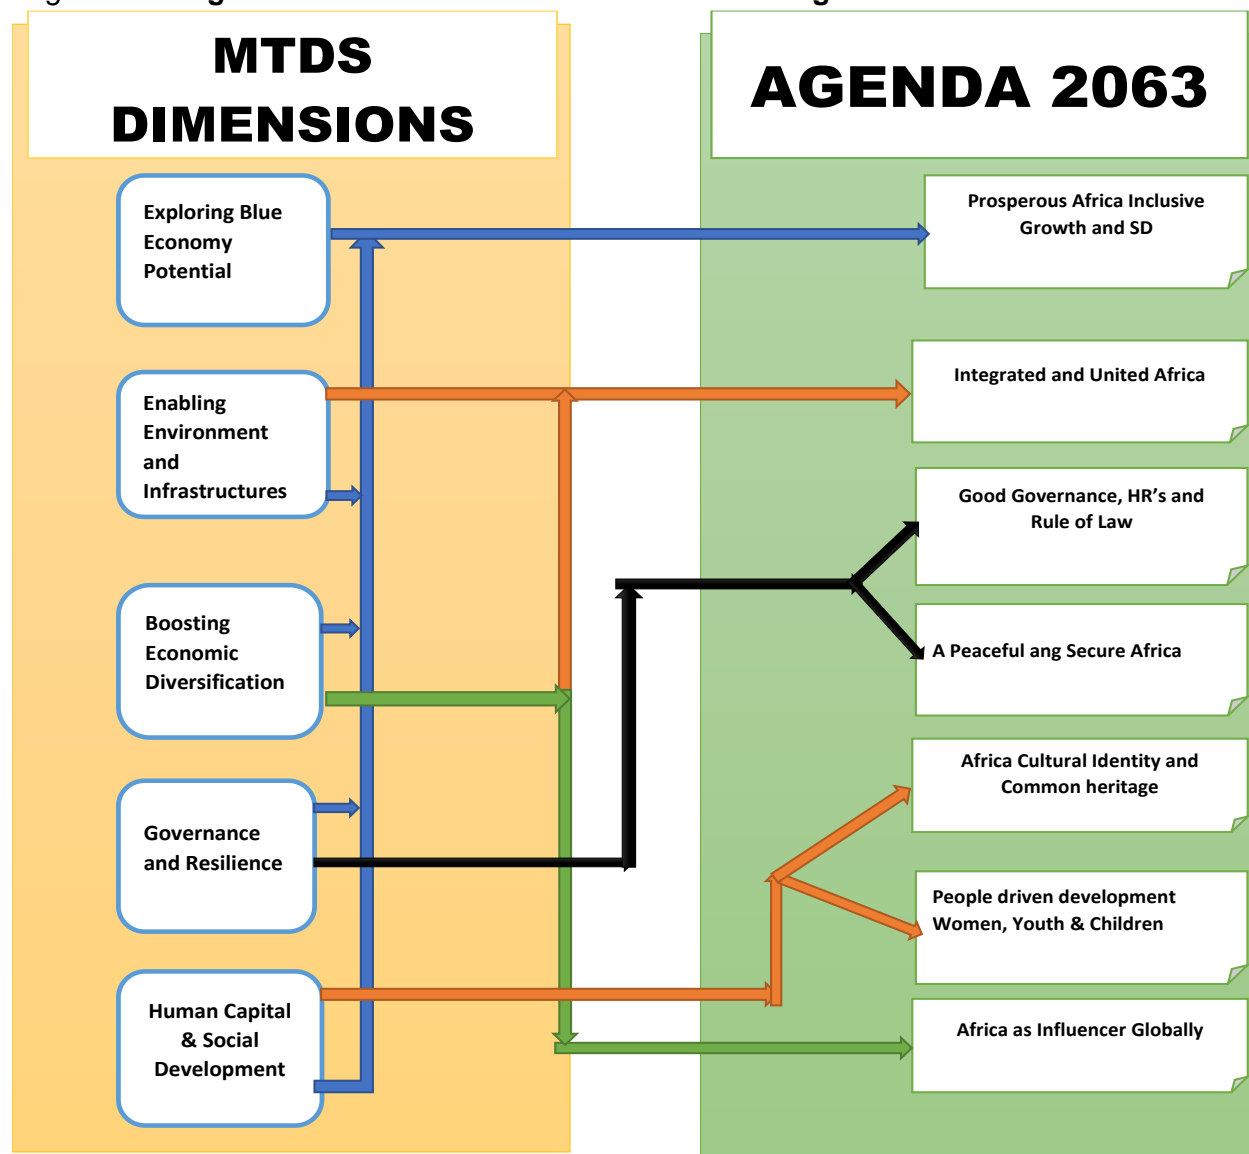 MTDS
DIMENSIONS
Exploring Blue
Economy
Potential
Enabling
Environment
and
Infrastructures
Boosting
Economic
Diversification
Governance
and Resilience
Human Capital
& Social
Development
AGENDA 2063
Prosperous Africa Inclusive
Growth and SD
Integrated and United Africa
Good Governance, HR’s and
Rule of Law
A Peaceful ang Secure Africa
Africa Cultural Identity and
Common heritage
People driven development
Women, Youth & Children
Africa as Influencer Globally